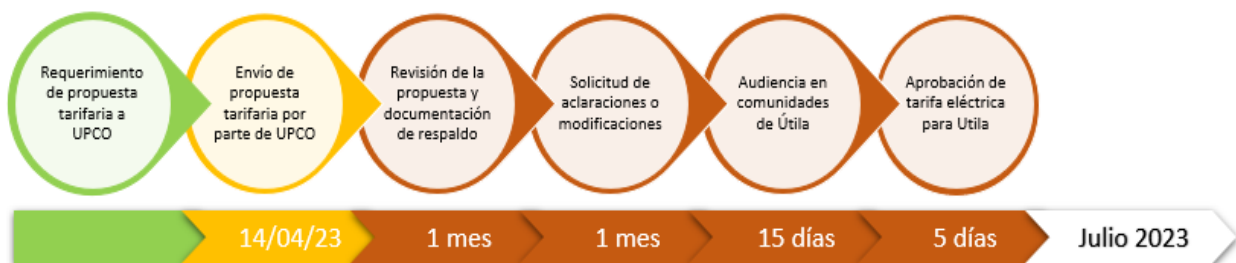 Requerimiento
de propuesta
tarifaria a
UPCO
Envío de
propuesta
tarifaria por
parte de UPCO
Revisión de la
propuesta y
documentación
de respaldo
Solicitud de
aclaraciones o
modificaciones
Audiencia en
comunidades
de Útila
Aprobación de
tarifa eléctrica
para Utila
14/04/23
1 mes
1 mes
15 días
5 días
Julio 2023